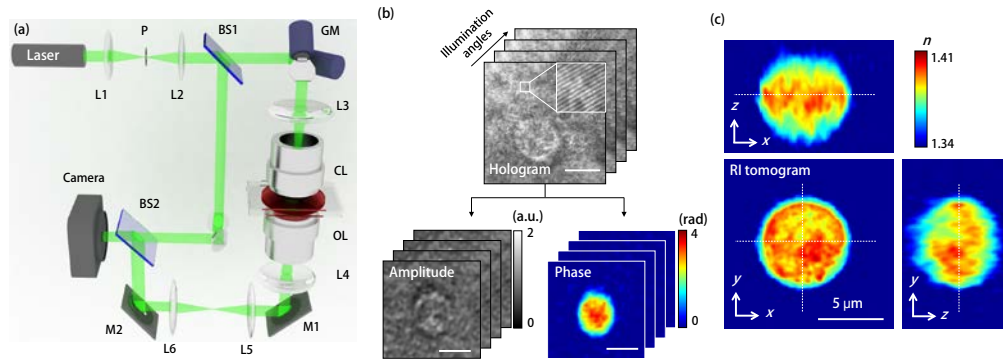 (a)
Laser
L1
P
L2
BS1
GM
L3
CL
Camera
BS2
OL
L4
M2
L6
L5
M1
(b)
Illumination
angles
Hologram
(a.u.)
2
0
Amplitude
(rad)
4
0
Phase
(c)
n
1.41
1.34
z
x
RI tomogram
y
x
5 µm
y
z